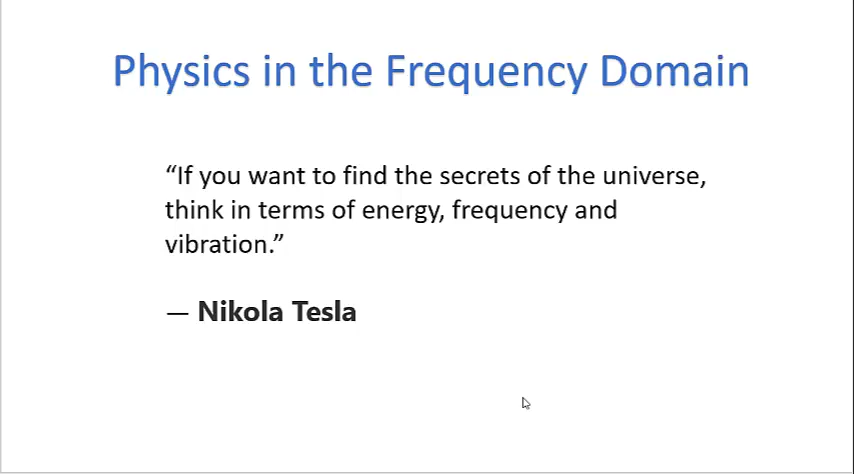 Physics in the Frequency Domain
“If you want to find the secrets of the universe,
think in terms of energy, frequency and
vibration.”
— Nikola Tesla